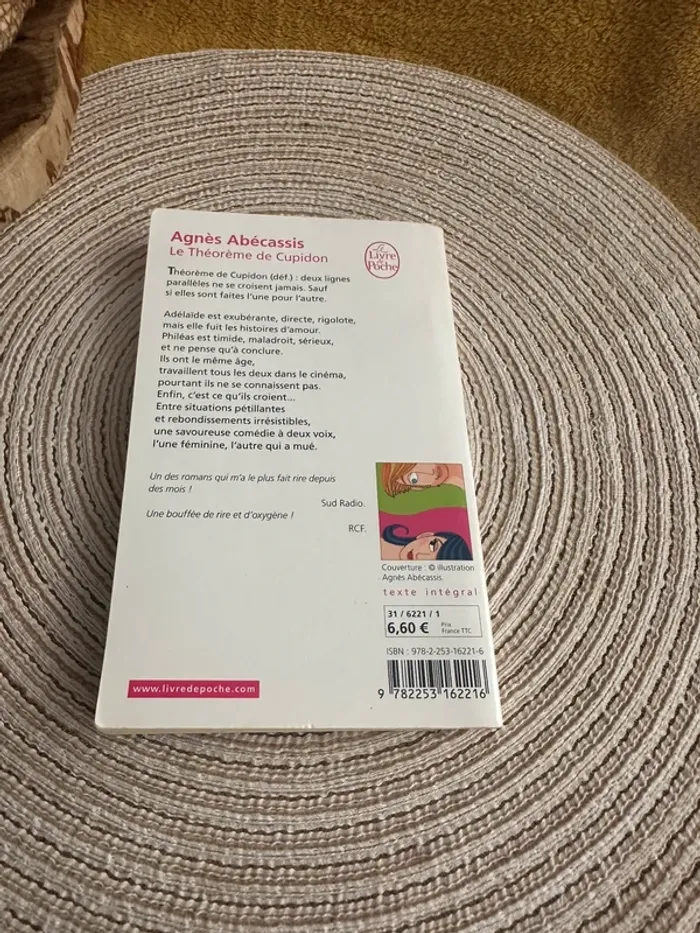 Agnès Abécassis
Le Théorème de Cupidon
Le
Livre
de
Poche
Théorème de Cupidon (déf.) : deux lignes
parallèles ne se croisent jamais. Sauf
si elles sont faites l'une pour l'autre.
Adélaïde est exubérante, directe, rigolote,
mais elle fuit les histoires d'amour.
Philéas est timide, maladroit, sérieux,
et ne pense qu'à conclure.
Ils ont le même âge,
travaillent tous les deux dans le cinéma,
pourtant ils ne se connaissent pas.
Enfin, c'est ce qu'ils croient...
Entre situations pétillantes
et rebondissements irrésistibles,
une savoureuse comédie à deux voix,
l'une féminine, l'autre qui a mué.
Un des romans qui m'a le plus fait rire depuis
des mois !
Sud Radio.
Une bouffée de rire et d'oxygène !
RCF.
Couverture : © illustration
Agnès Abécassis.
texte intégral
31 / 6221 / 1
6,60 €
Prix
France TTC
ISBN : 978-2-253-16221-6
9 782253 162216
www.livredepoche.com